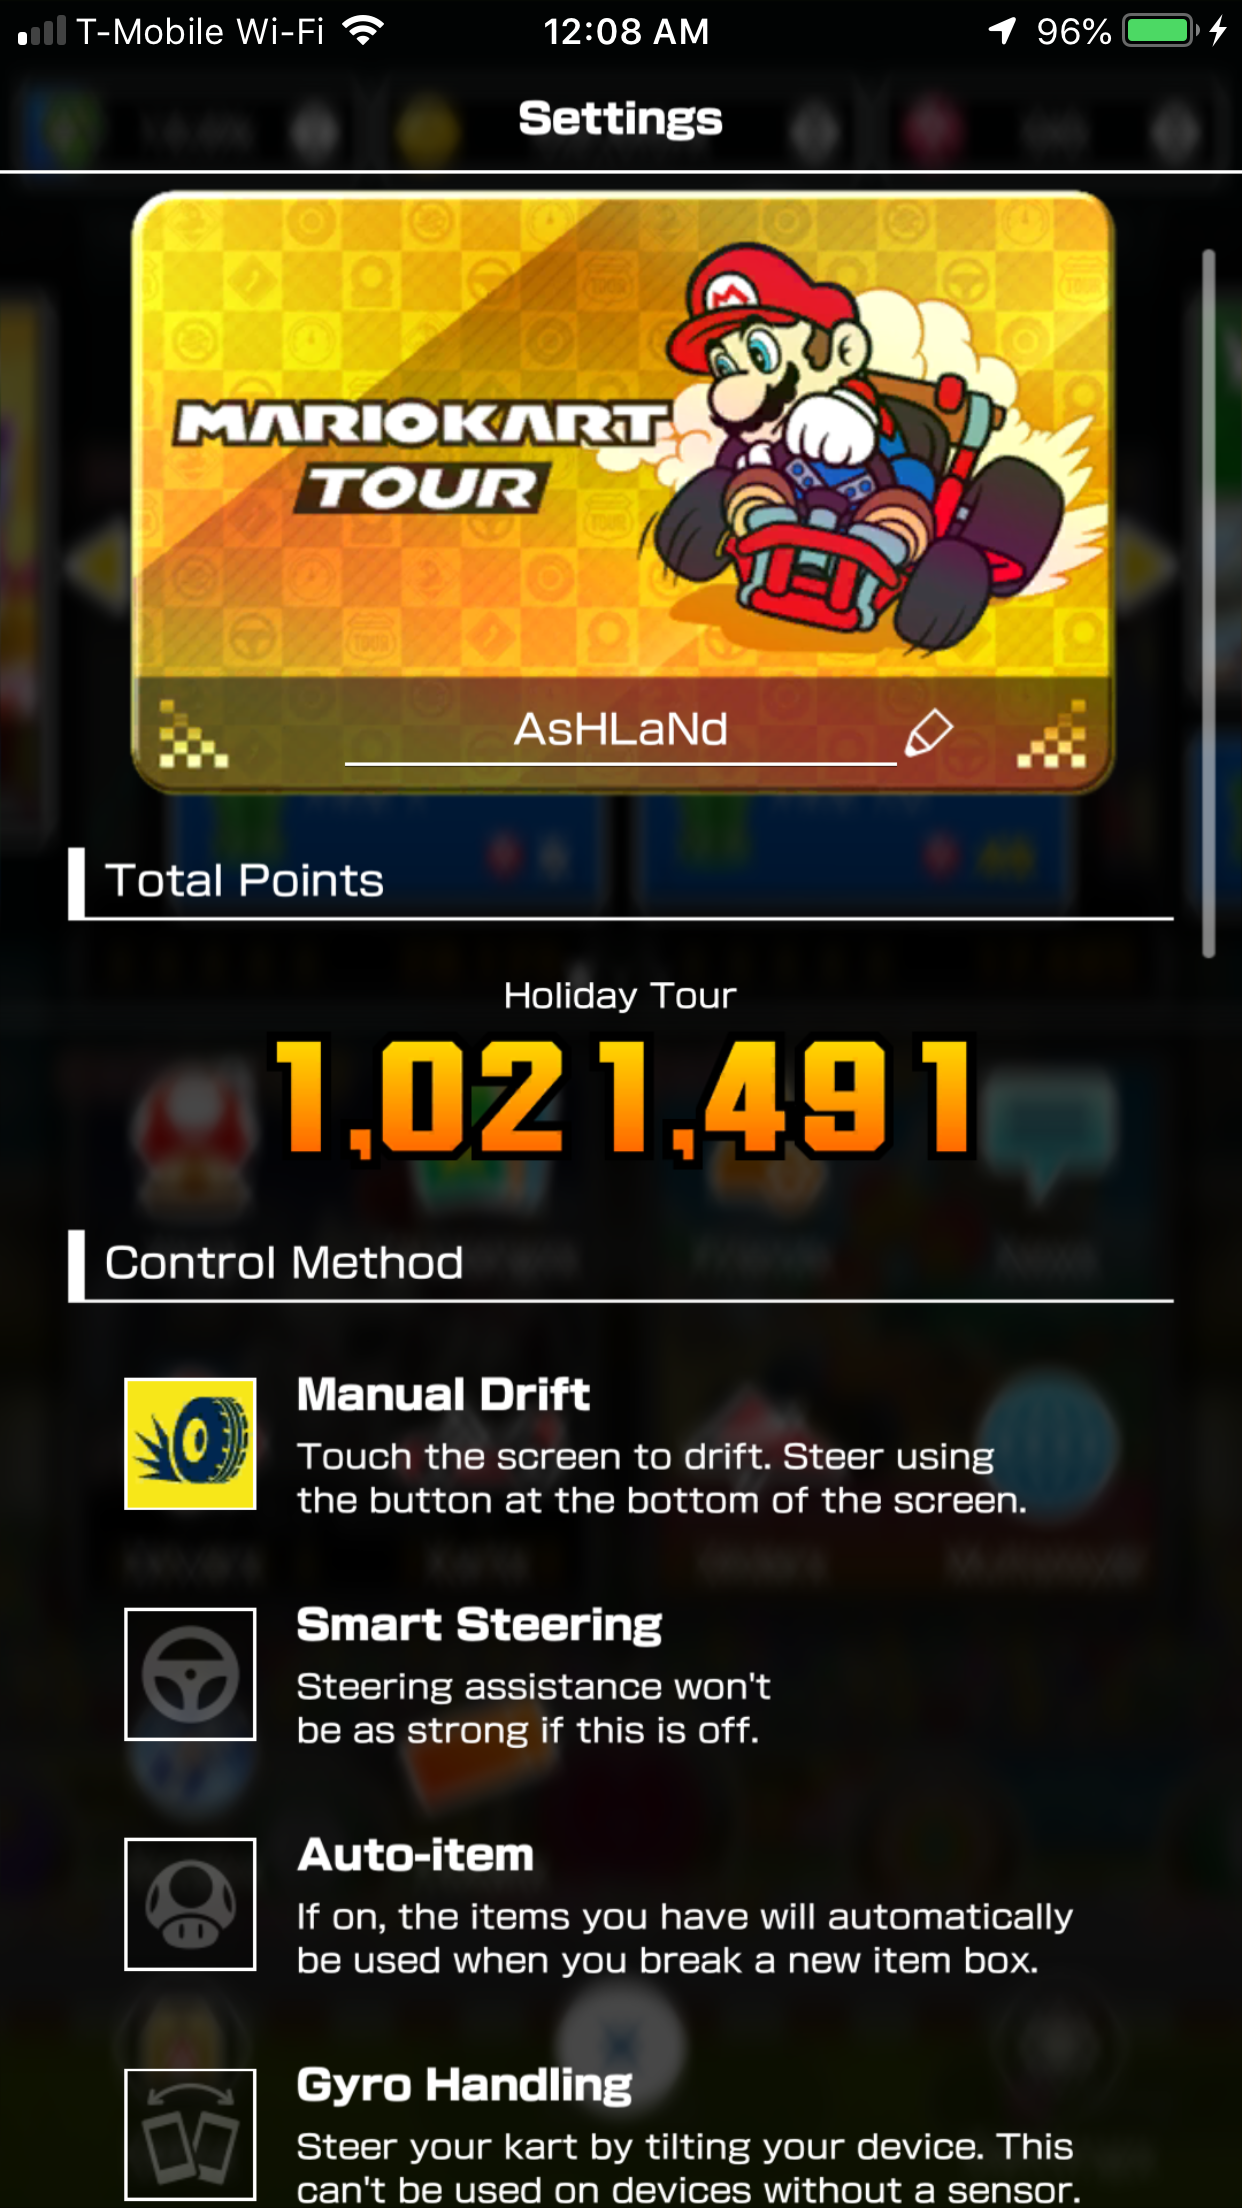 T-Mobile Wi-Fi 12:08 AM 96%
Settings
MARIOKART
TOUR
AsHLaNd
Total Points
Holiday Tour
1,021,491
Control Method
Manual Drift
Touch the screen to drift. Steer using
the button at the bottom of the screen.
Smart Steering
Steering assistance won't
be as strong if this is off.
Auto-item
If on, the items you have will automatically
be used when you break a new item box.
Gyro Handling
Steer your kart by tilting your device. This
can't be used on devices without a sensor.